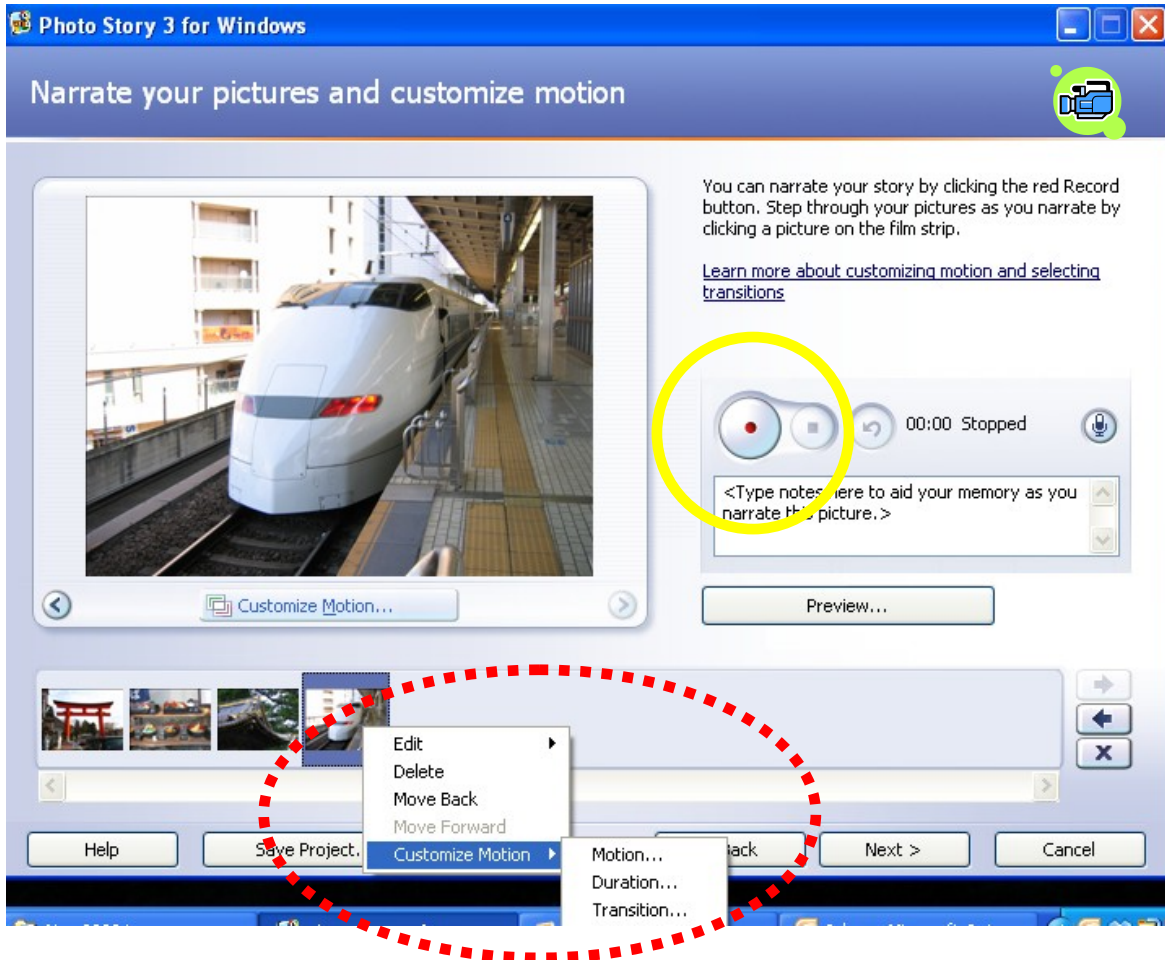 Photo Story 3 for Windows
Narrate your pictures and customize motion
You can narrate your story by clicking the red Record
button. Step through your pictures as you narrate by
clicking a picture on the film strip.
Learn more about customizing motion and selecting
transitions
00:00 Stopped
<Type notes here to aid your memory as you
narrate this picture.>
Customize Motion...
Preview...
Edit
Delete
Move Back
Move Forward
Customize Motion
Motion...
Duration...
Transition...
Help
Save Project.
Back
Next >
Cancel